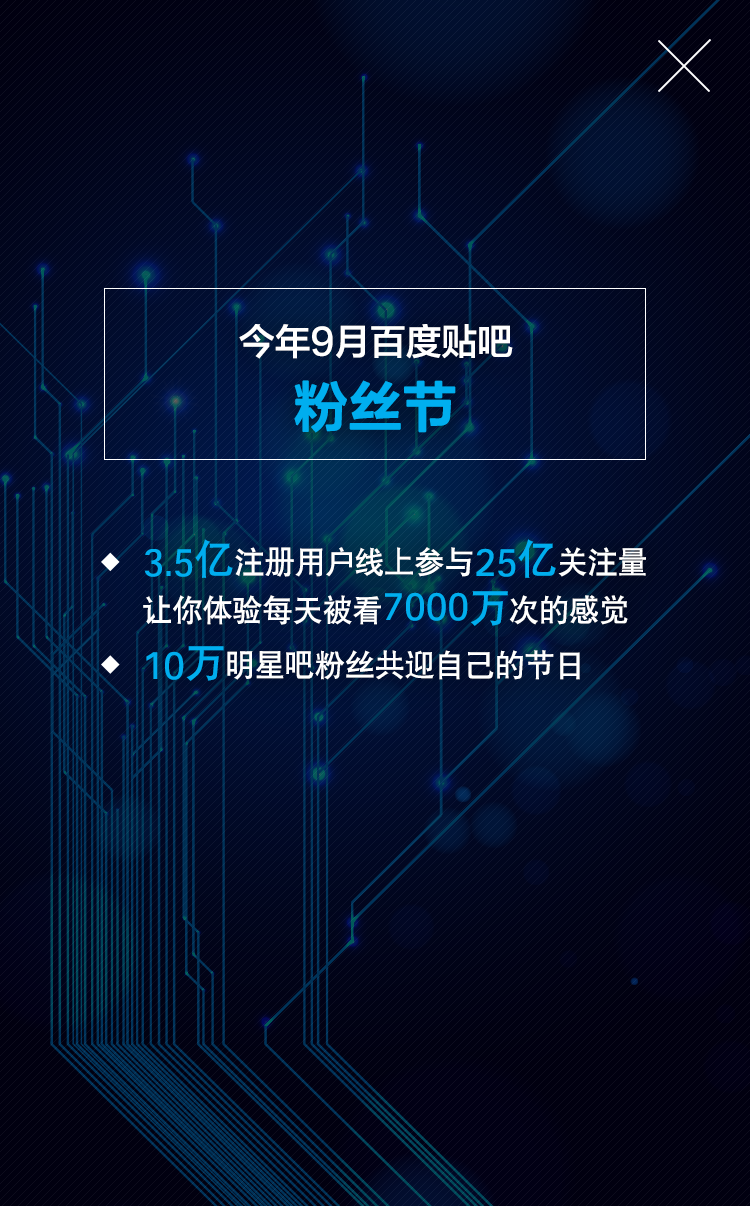 今年9月百度贴吧
粉丝节
3.5亿注册用户线上参与25亿关注量
让你体验每天被看7000万次的感觉
10万明星吧粉丝共迎自己的节日